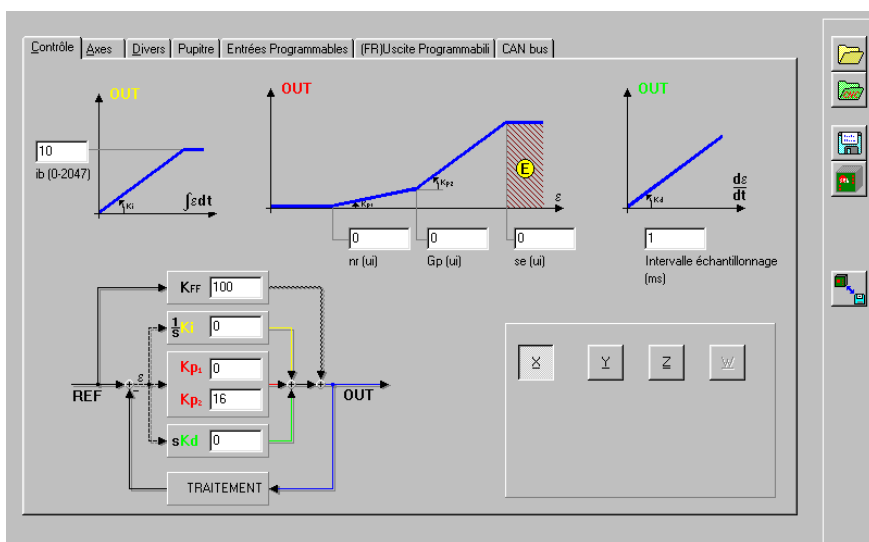 Contrôle Axes Divers Pupitre Entrées Programmables (FR)Uscite Programmabili CAN bus
OUT
OUT
OUT
10
ib (0-2047)
Ki
∫εdt
E
Kp1
Kp2
ε
Kd
dε
dt
0
nr (ui)
0
Gp (ui)
0
se (ui)
1
Intervalle échantillonnage
(ms)
CNC
KFF 100
1/s Ki 0
Kp1 0
Kp2 16
sKd 0
REF
+
-
ε
+
+
OUT
TRAITEMENT
X Y Z W